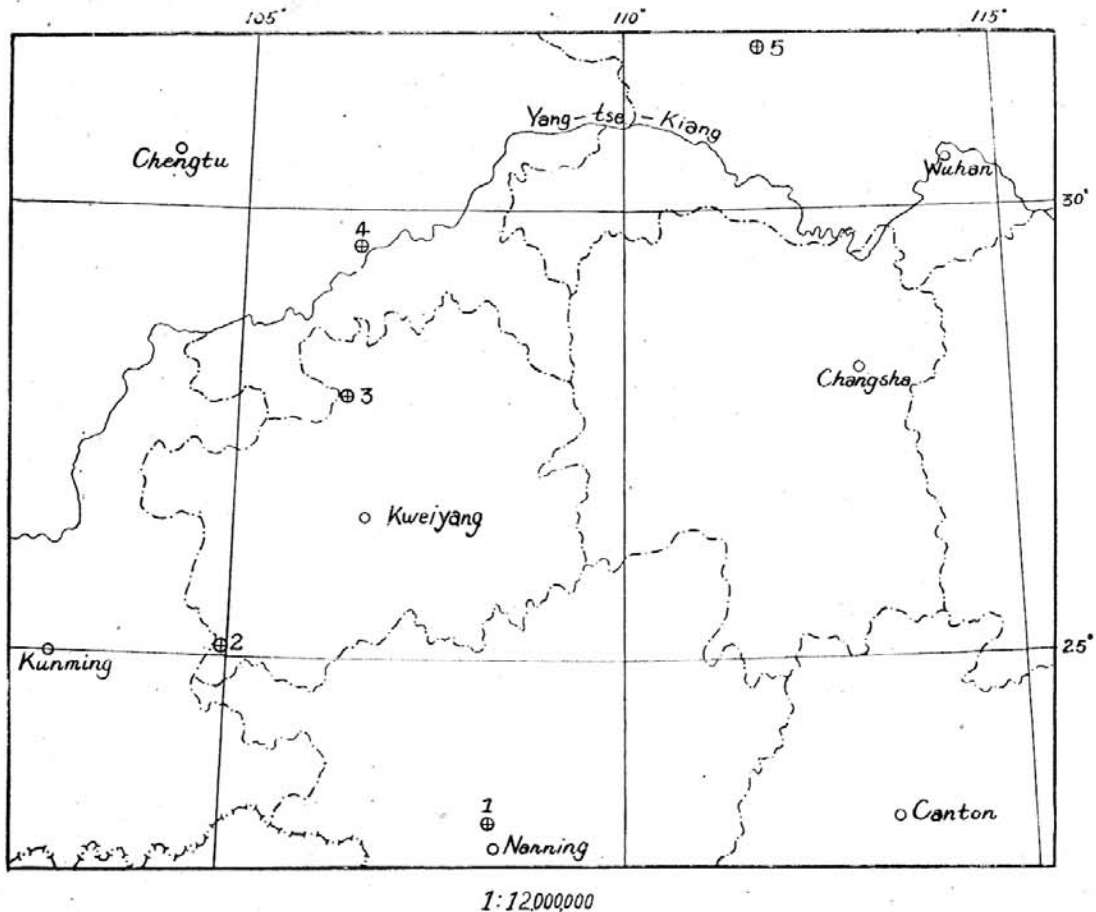 105°
110°
115°
5
Yang-tse-Kiang
Chengtu
Wuhan
30°
4
Changsha
3
Kweiyang
2
25°
Kunming
1
Canton
Nanning
1:12,000,000